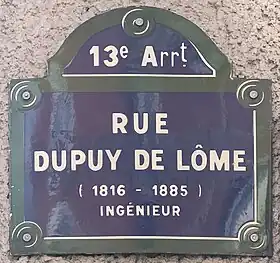 13e Arrt
RUE
DUPUY DE LÔME
( 1816 - 1885 )
INGÉNIEUR